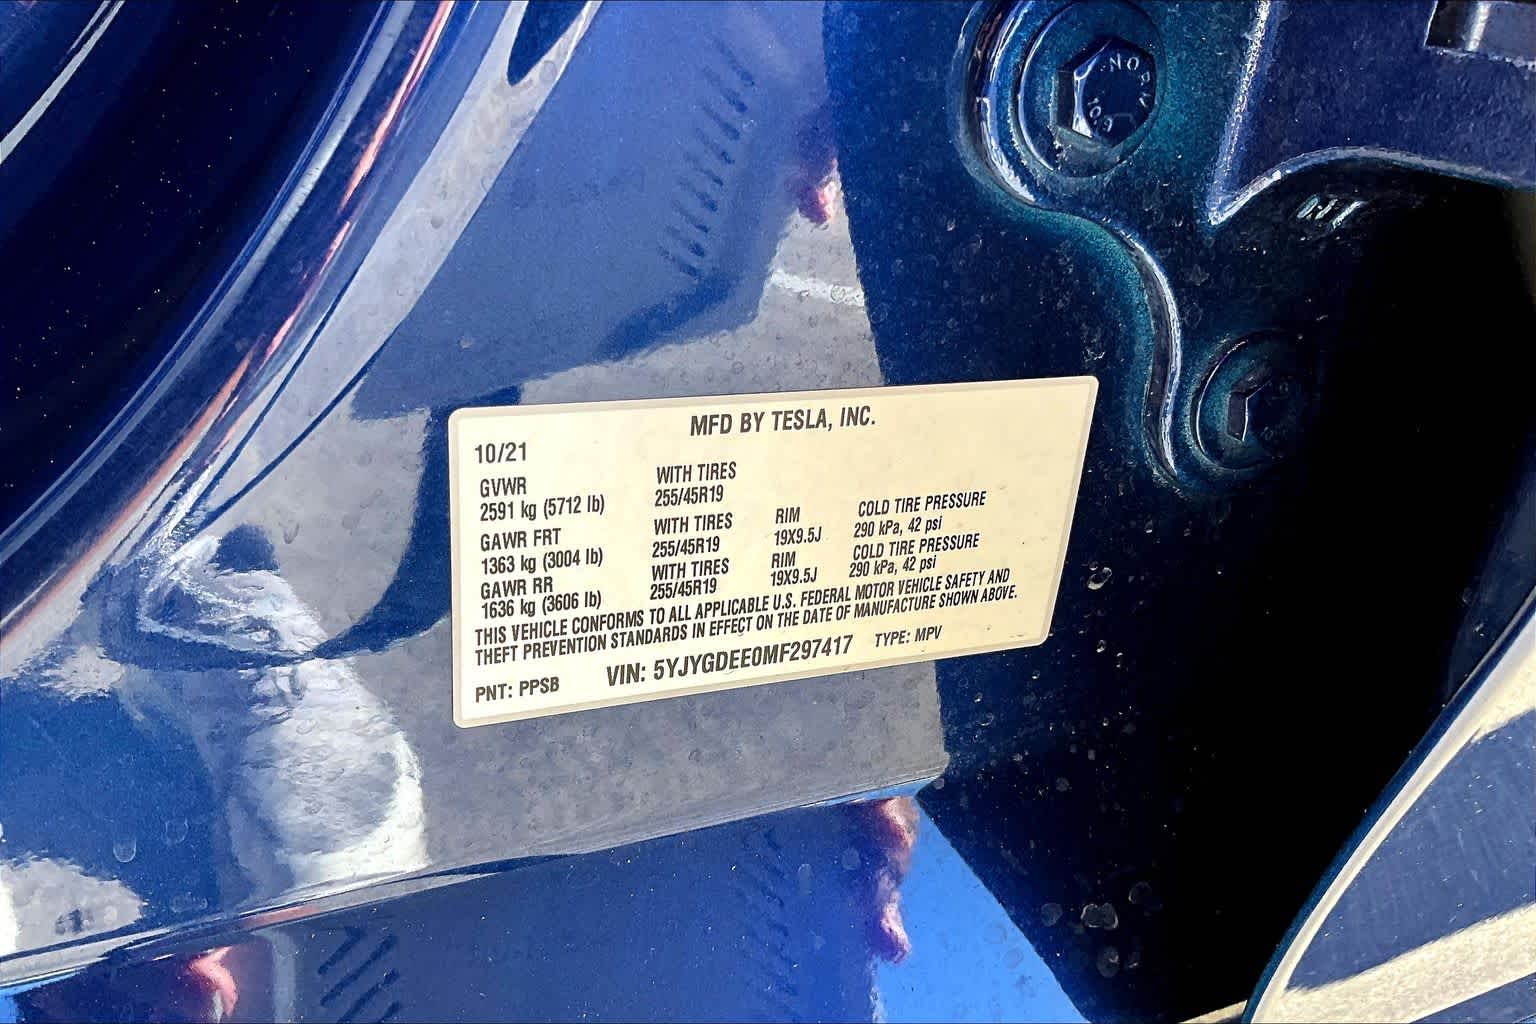 MFD BY TESLA, INC.
10/21
GVWR WITH TIRES
2591 kg (5712 lb) 255/45R19
GAWR FRT WITH TIRES RIM COLD TIRE PRESSURE
1363 kg (3004 lb) 255/45R19 19X9.5J 290 kPa, 42 psi
GAWR RR WITH TIRES RIM COLD TIRE PRESSURE
1636 kg (3606 lb) 255/45R19 19X9.5J 290 kPa, 42 psi
THIS VEHICLE CONFORMS TO ALL APPLICABLE U.S. FEDERAL MOTOR VEHICLE SAFETY AND
THEFT PREVENTION STANDARDS IN EFFECT ON THE DATE OF MANUFACTURE SHOWN ABOVE.
PNT: PPSB VIN: 5YJYGDEE0MF297417 TYPE: MPV